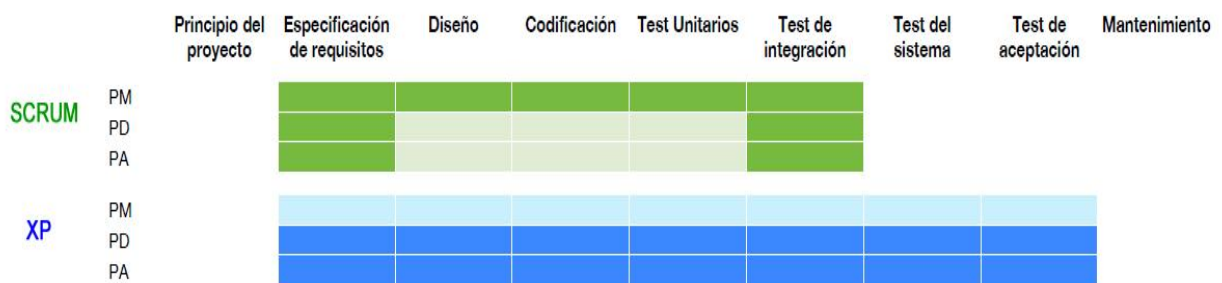 Principio del proyecto
Especificación de requisitos
Diseño
Codificación
Test Unitarios
Test de integración
Test del sistema
Test de aceptación
Mantenimiento
SCRUM
PM
PD
PA
XP
PM
PD
PA